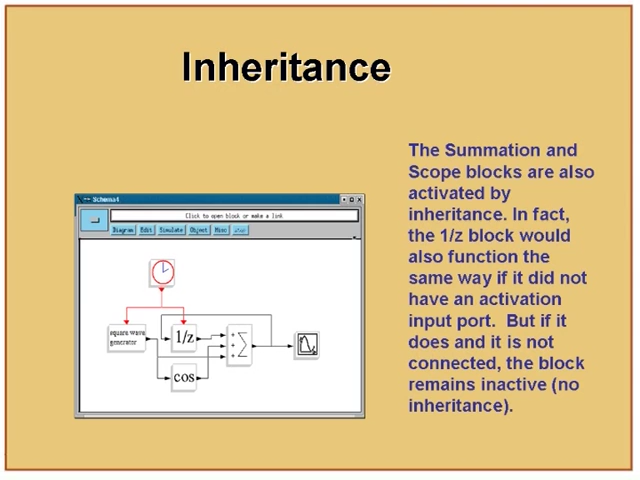 Inheritance
The Summation and
Scope blocks are also
activated by
inheritance. In fact,
the 1/z block would
also function the
same way if it did not
have an activation
input port. But if it
does and it is not
connected, the block
remains inactive (no
inheritance).
Schema4
Click to open block or make a link
Diagram Edit Simulate Object Misc stop
square wave
generator
1/z
+
+
+
Σ
cos